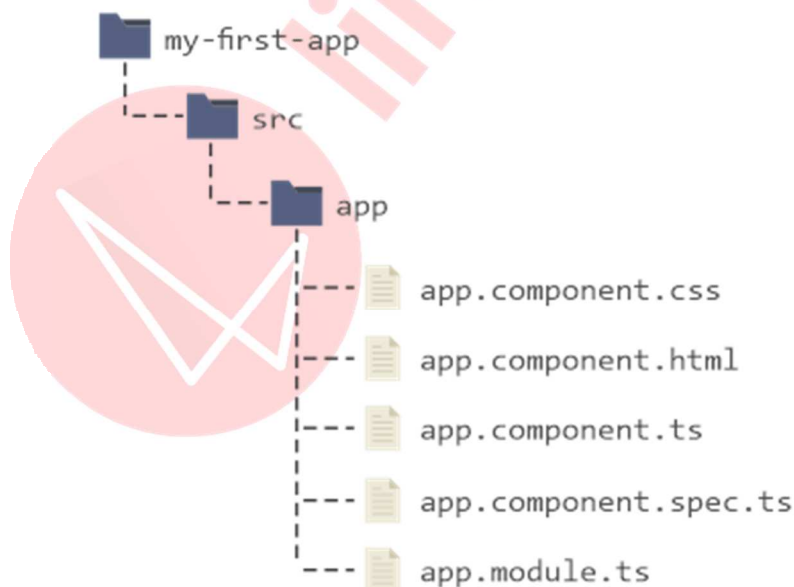 my-first-app
src
app
app.component.css
app.component.html
app.component.ts
app.component.spec.ts
app.module.ts